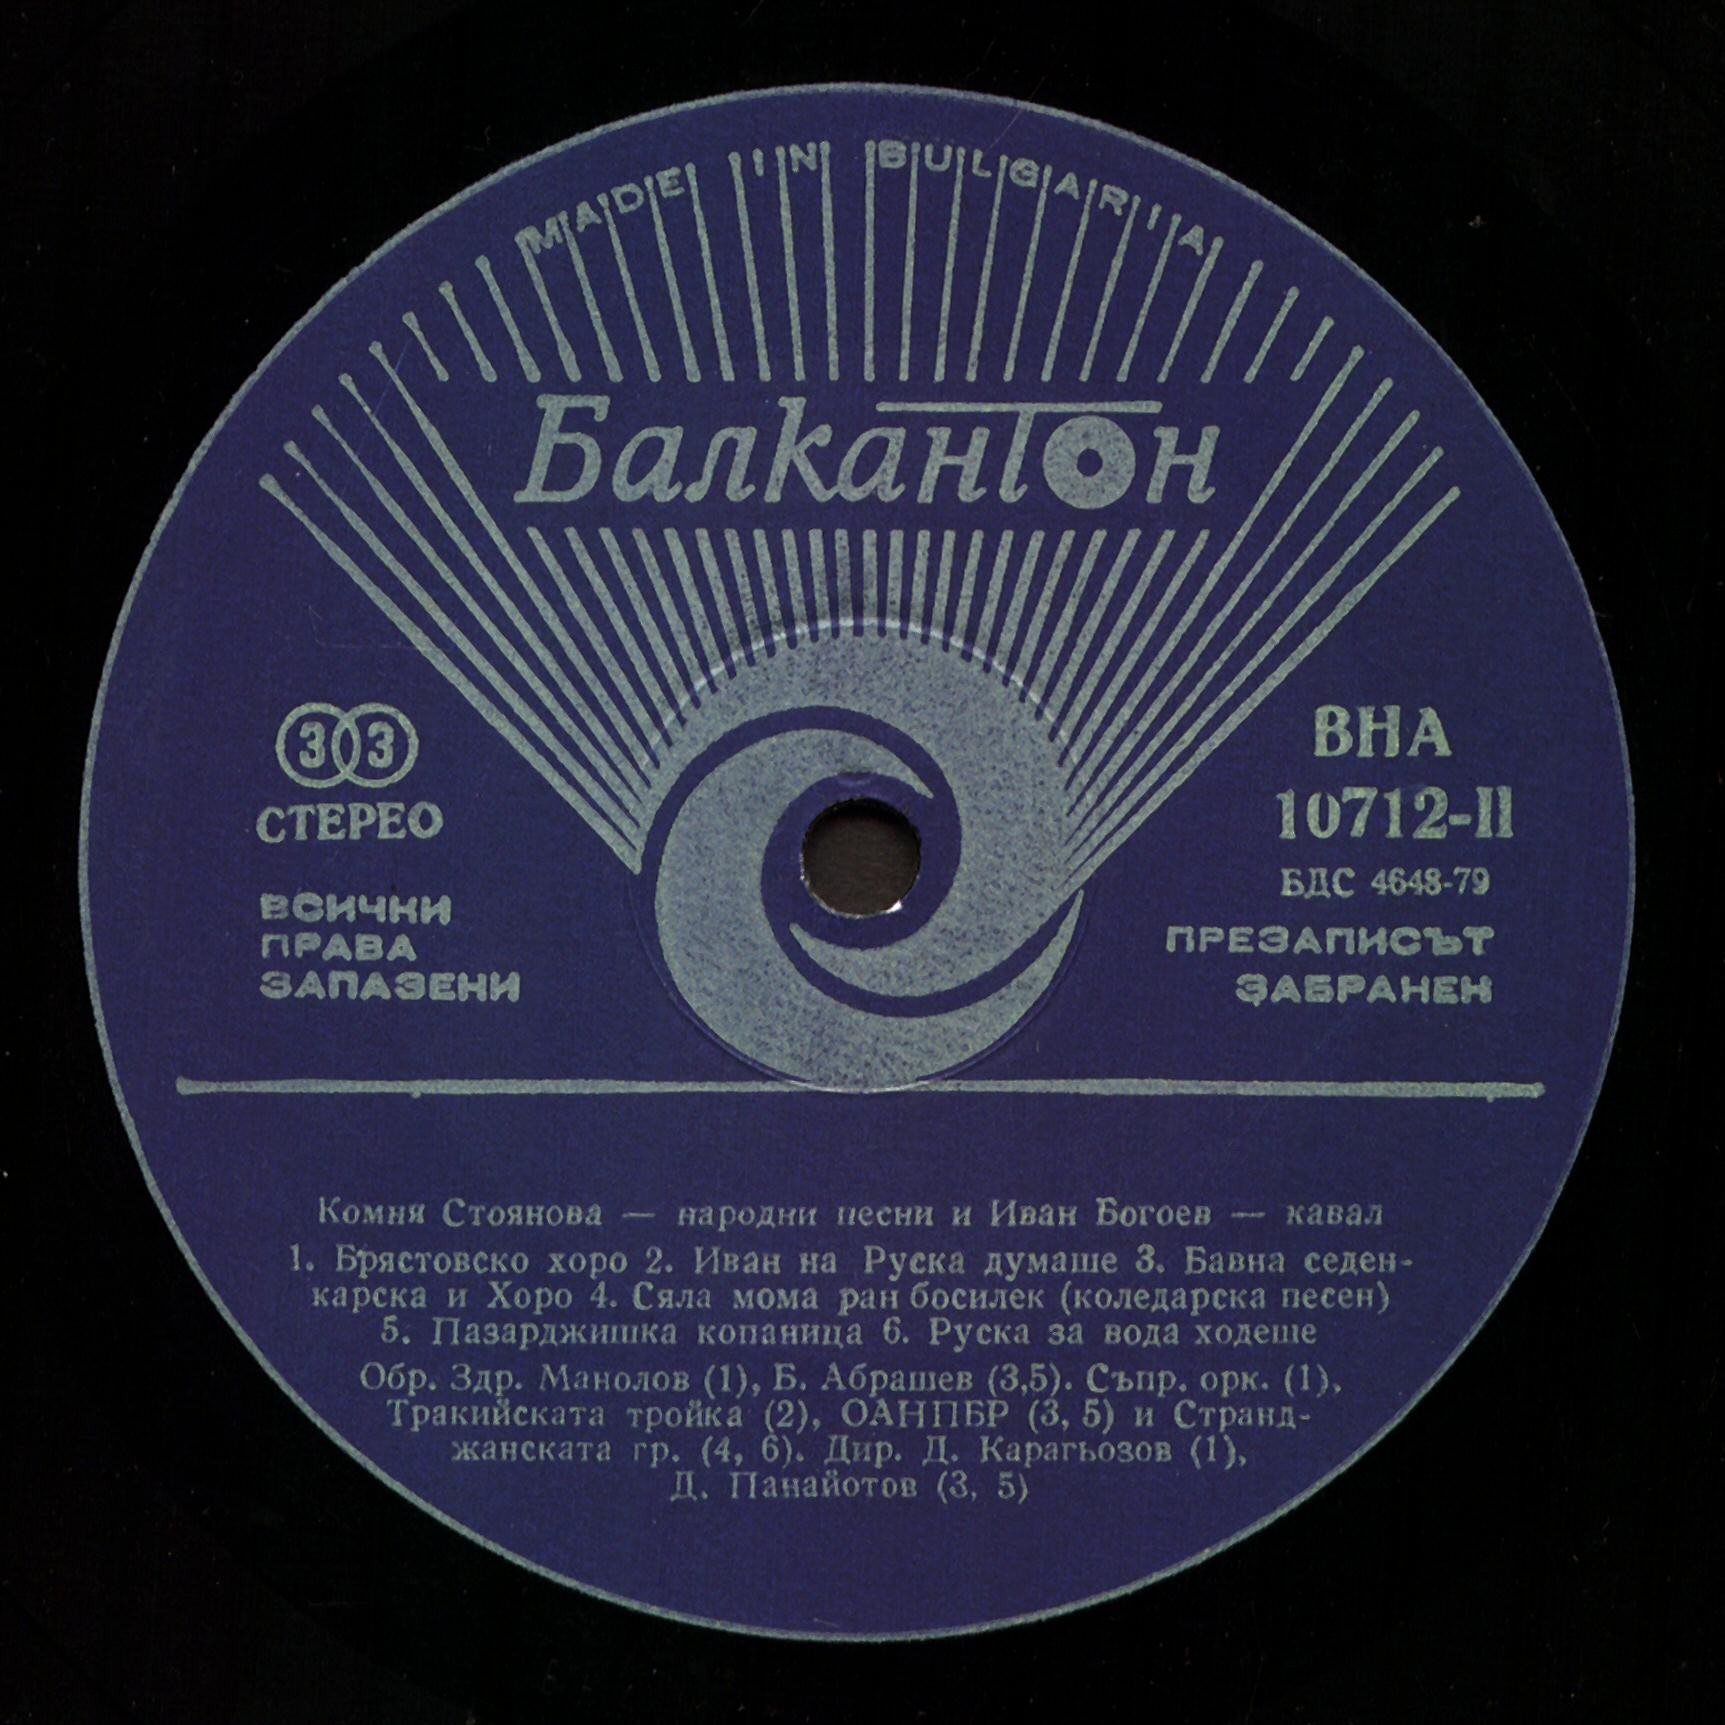 MADE IN BULGARIA
Балкантон
33
СТЕРЕО
ВСИЧКИ
ПРАВА
ЗАПАЗЕНИ
ВНА
10712-II
БДС 4648-79
ПРЕЗАПИСЪТ
ЗАБРАНЕН
Комня Стоянова — народни песни и Иван Богоев — кавал
1. Брястовско хоро 2. Иван на Руска думаше 3. Бавна седен-
карска и Хоро 4. Сяла мома ран босилек (коледарска песен)
5. Пазарджишка копаница 6. Руска за вода ходеше
Обр. Здр. Манолов (1), Б. Абрашев (3,5). Съпр. орк. (1),
Тракийската тройка (2), ОАНПБР (3, 5) и Странд-
жанската гр. (4, 6). Дир. Д. Карагьозов (1),
Д. Панайотов (3, 5)